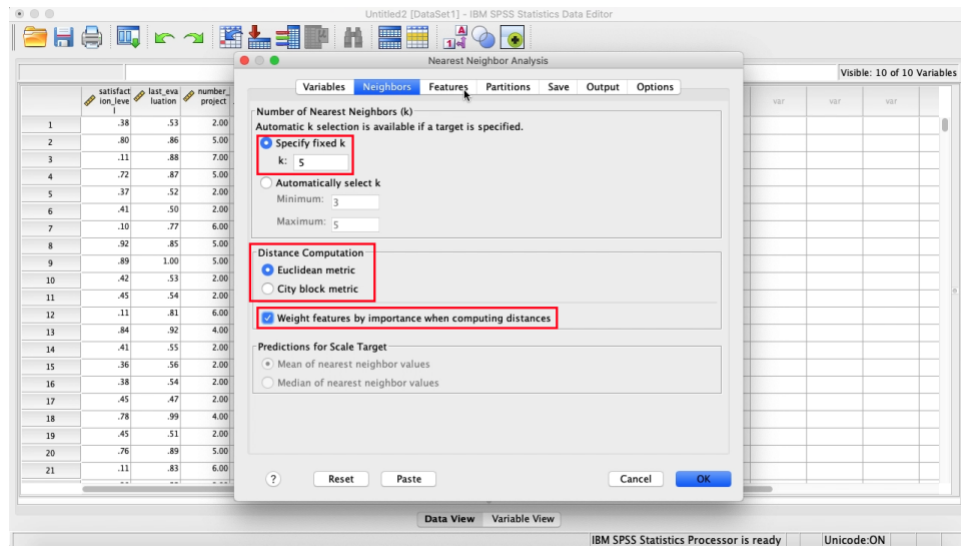 Untitled2 [DataSet1] – IBM SPSS Statistics Data Editor
Nearest Neighbor Analysis
Visible: 10 of 10 Variables
Variables Neighbors Features Partitions Save Output Options
satisfact last_eva number_
ion_leve luation project
l
var var var
1 .38 .53 2.00
2 .80 .86 5.00
3 .11 .88 7.00
4 .72 .87 5.00
5 .37 .52 2.00
6 .41 .50 2.00
7 .10 .77 6.00
8 .92 .85 5.00
9 .89 1.00 5.00
10 .42 .53 2.00
11 .45 .54 2.00
12 .11 .81 6.00
13 .84 .92 4.00
14 .41 .55 2.00
15 .36 .56 2.00
16 .38 .54 2.00
17 .45 .47 2.00
18 .78 .99 4.00
19 .45 .51 2.00
20 .76 .89 5.00
21 .11 .83 6.00
Number of Nearest Neighbors (k)
Automatic k selection is available if a target is specified.
Specify fixed k
k: 5
Automatically select k
Minimum: 3
Maximum: 5
Distance Computation
Euclidean metric
City block metric
Weight features by importance when computing distances
Predictions for Scale Target
Mean of nearest neighbor values
Median of nearest neighbor values
? Reset Paste Cancel OK
Data View Variable View
IBM SPSS Statistics Processor is ready Unicode:ON